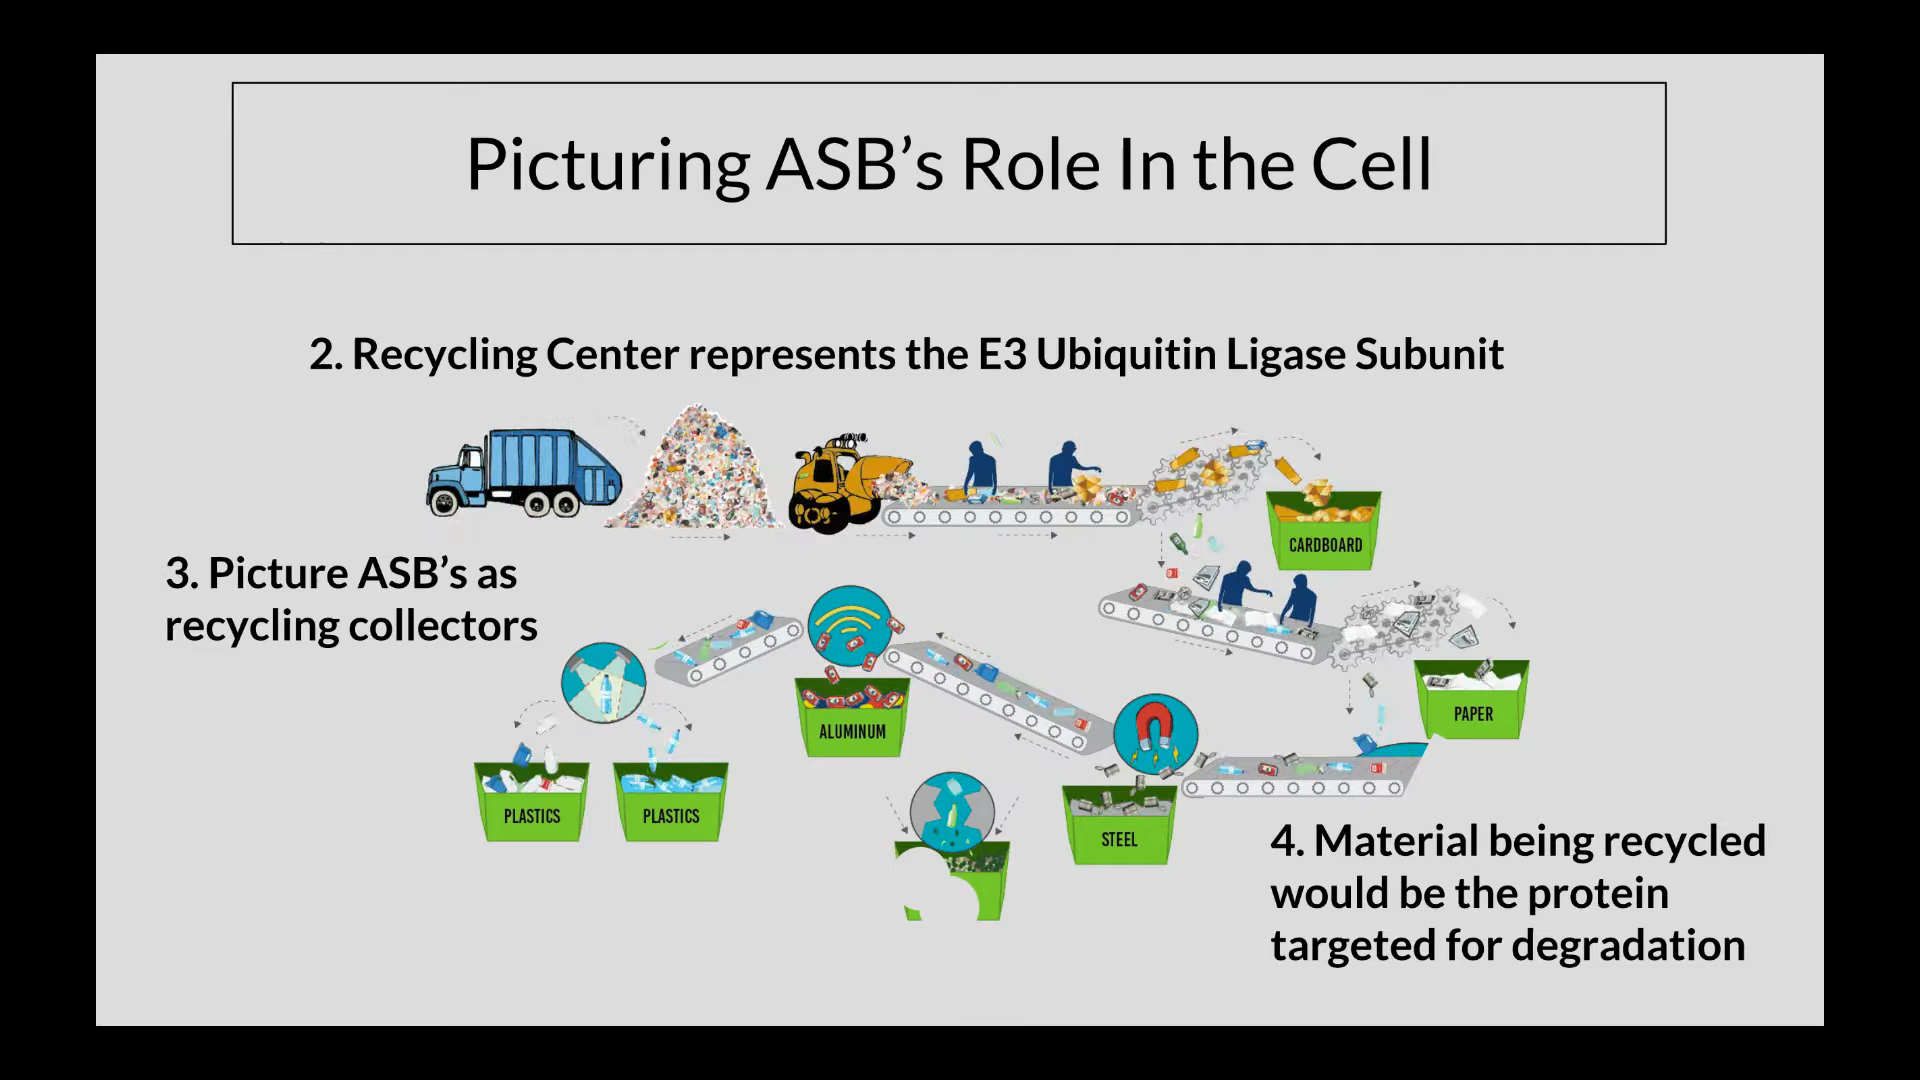 Picturing ASB’s Role In the Cell
2. Recycling Center represents the E3 Ubiquitin Ligase Subunit
CARDBOARD
3. Picture ASB’s as
recycling collectors
PAPER
ALUMINUM
PLASTICS
PLASTICS
STEEL
4. Material being recycled
would be the protein
targeted for degradation